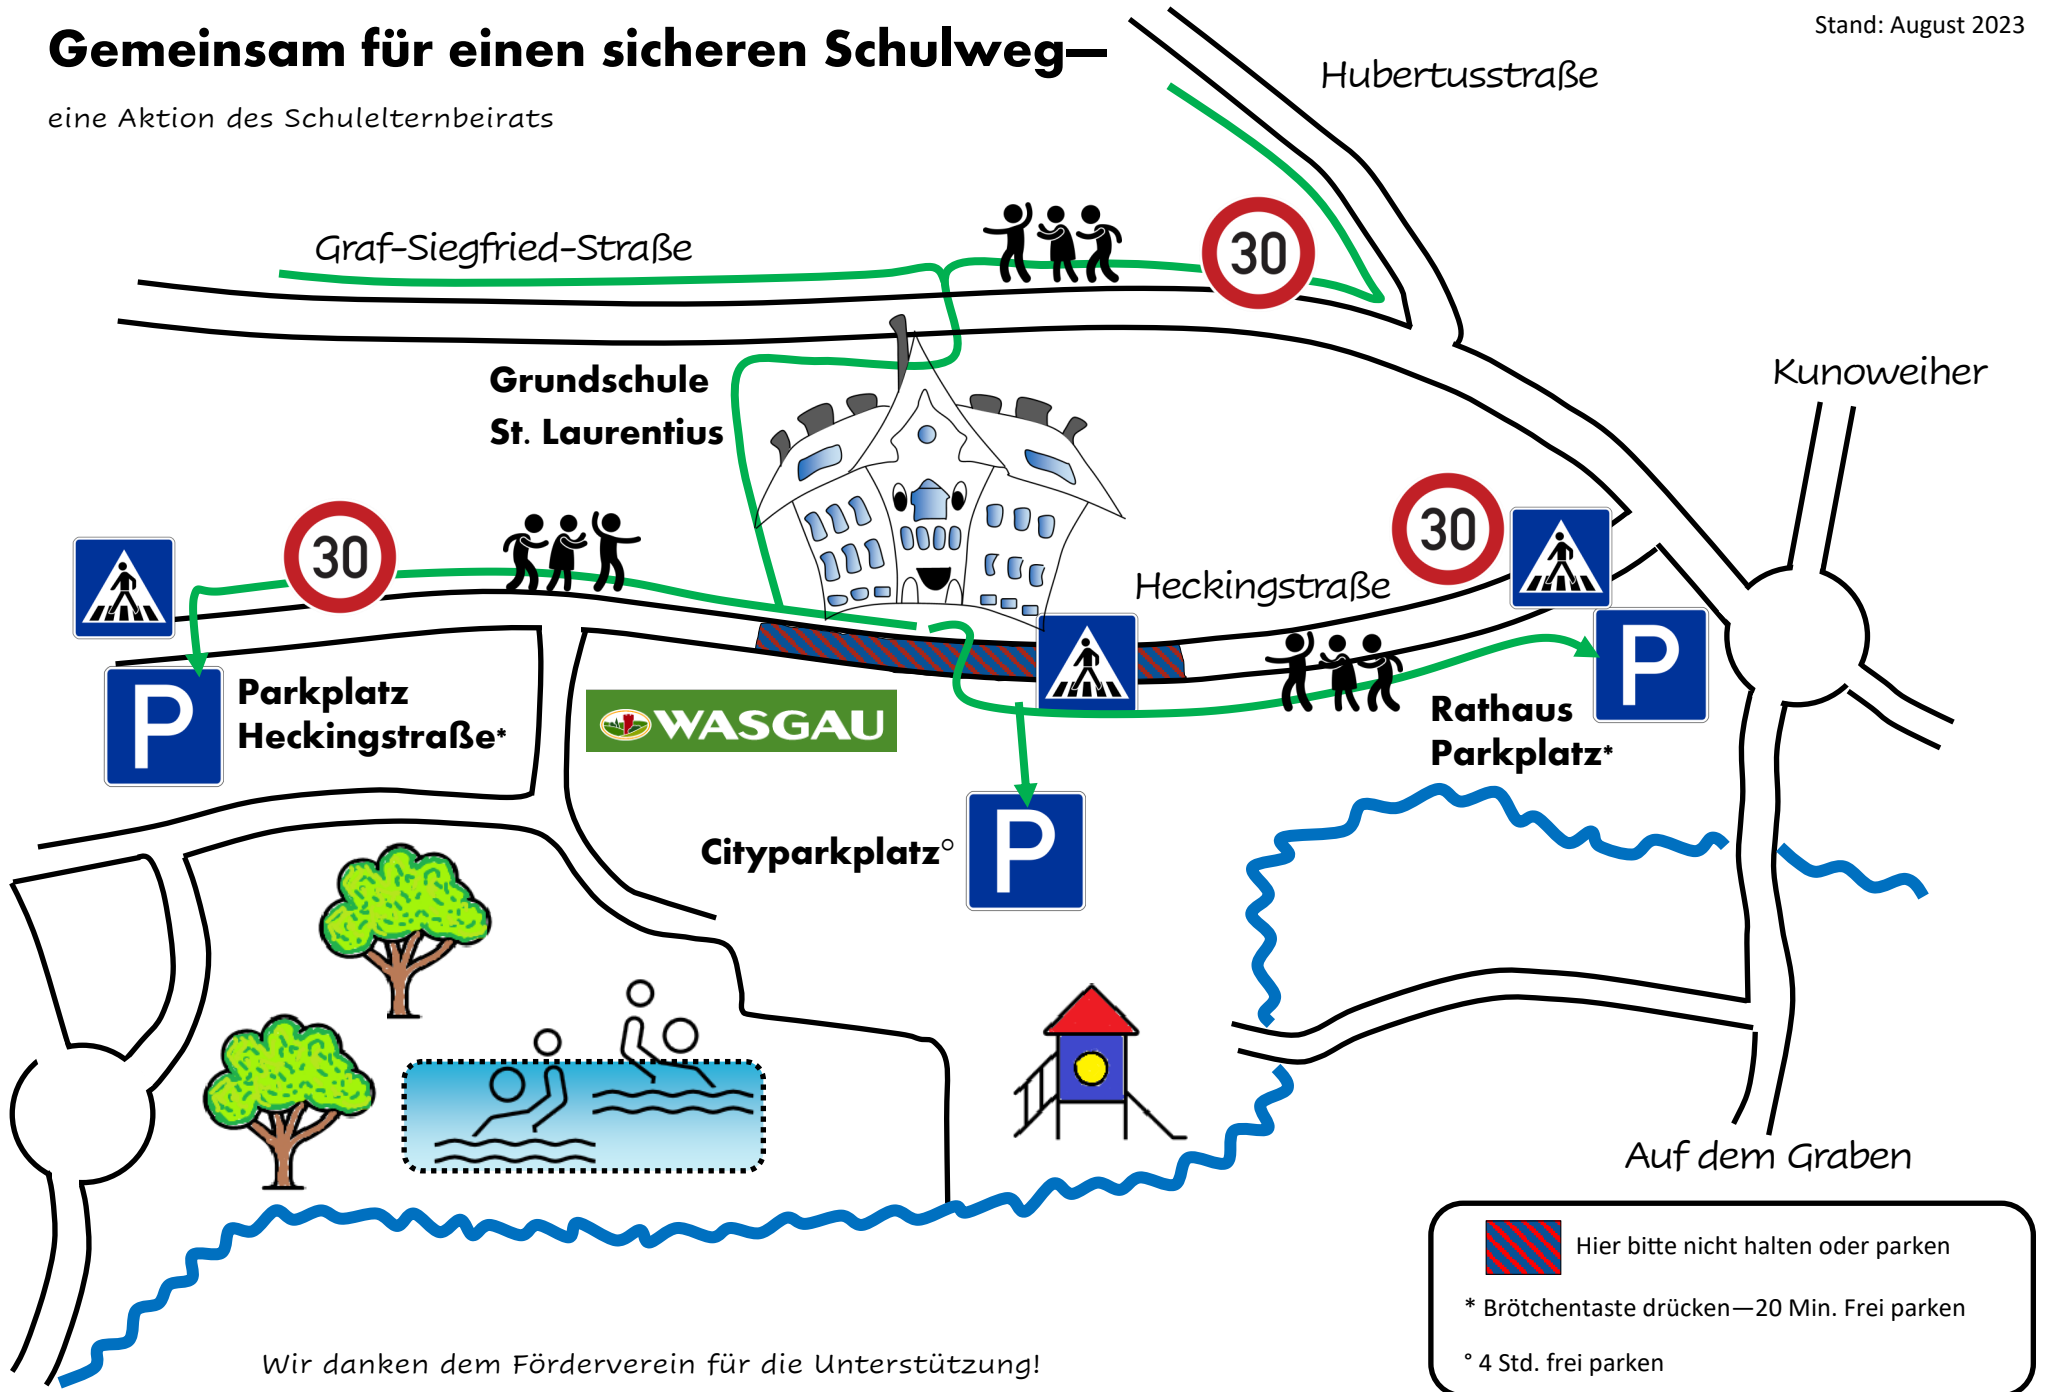 Stand: August 2023
Gemeinsam für einen sicheren Schulweg—
eine Aktion des Schulelternbeirats
Hubertusstraße
Graf-Siegfried-Straße
30
Grundschule
St. Laurentius
Kunoweiher
30
30
Heckingstraße
P
Parkplatz
Heckingstraße*
WASGAU
P
Rathaus
Parkplatz*
Cityparkplatz°
P
Auf dem Graben
Hier bitte nicht halten oder parken
* Brötchentaste drücken—20 Min. Frei parken
° 4 Std. frei parken
Wir danken dem Förderverein für die Unterstützung!